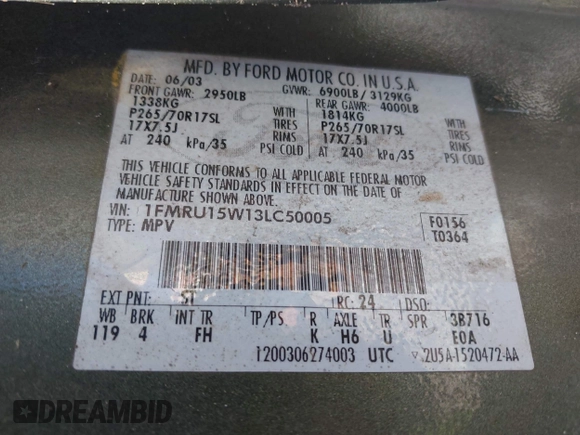 MFD. BY FORD MOTOR CO. IN U.S.A.
DATE: 06/03 GVWR: 6900LB/ 3129KG
FRONT GAWR: 2950LB REAR GAWR: 4000LB
1338KG WITH 1814KG WITH
P265/70R17SL TIRES P265/70R17SL TIRES
17X7.5J RIMS 17X7.5J RIMS
AT 240 kPa/35 PSI COLD AT 240 kPa/35 PSI COLD
THIS VEHICLE CONFORMS TO ALL APPLICABLE FEDERAL MOTOR
VEHICLE SAFETY STANDARDS IN EFFECT ON THE DATE OF
MANUFACTURE SHOWN ABOVE.
VIN: 1FMRU15W13LC50005 F0156
TYPE: MPV T0364
EXT PNT: ST RC: 24 DSO:
WB BRK INT TR TP/PS R AXLE TR SPR 3B716
119 4 FH K H6 U E0A
1200306274003 UTC 2U5A-1520472-AA
DREAMBID.COM